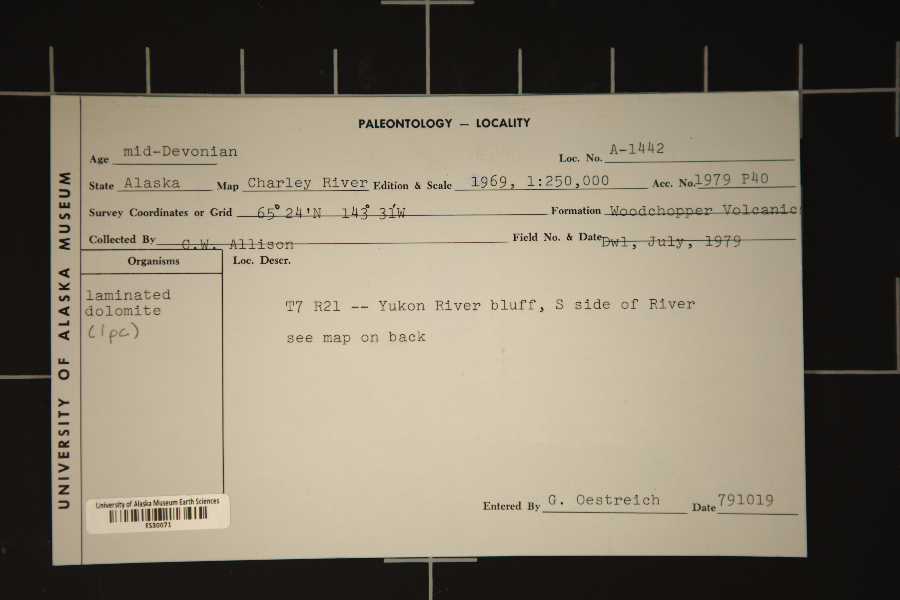 PALEONTOLOGY — LOCALITY
Age mid-Devonian Loc. No. A-1442
State Alaska Map Charley River Edition & Scale 1969, 1:250,000 Acc. No. 1979 P40
Survey Coordinates or Grid 65°24'N 143° 31'W Formation Woodchopper Volcanic
Collected By C.W. Allison Field No. & Date Dwl, July, 1979
Organisms Loc. Descr.
laminated
dolomite
(1pc)
T7 R21 -- Yukon River bluff, S side of River
see map on back
Entered By G. Oestreich Date 791019
UNIVERSITY OF ALASKA MUSEUM
University of Alaska Museum Earth Sciences
ES30071